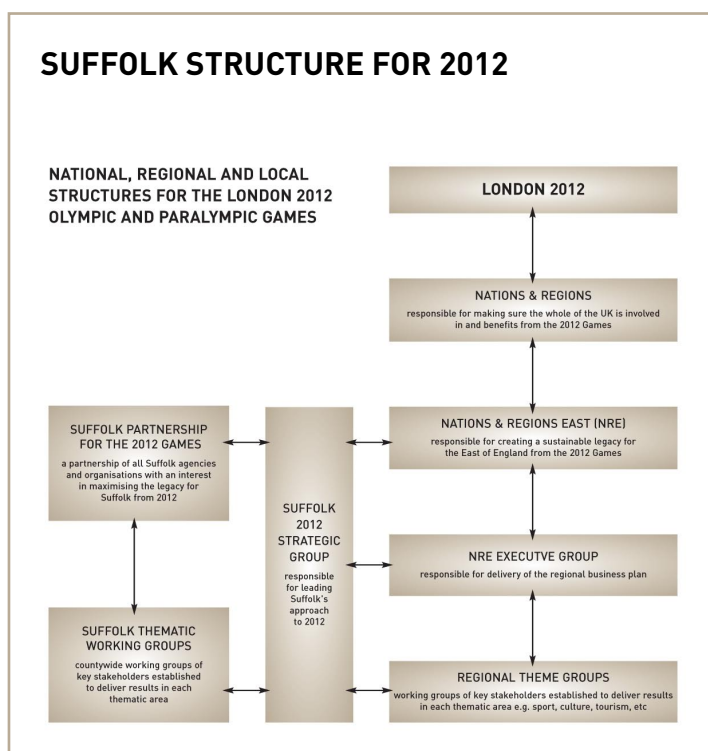 SUFFOLK STRUCTURE FOR 2012
NATIONAL, REGIONAL AND LOCAL
STRUCTURES FOR THE LONDON 2012
OLYMPIC AND PARALYMPIC GAMES
LONDON 2012
NATIONS & REGIONS
responsible for making sure the whole of the UK is involved
in and benefits from the 2012 Games
NATIONS & REGIONS EAST (NRE)
responsible for creating a sustainable legacy for
the East of England from the 2012 Games
SUFFOLK PARTNERSHIP
FOR THE 2012 GAMES
a partnership of all Suffolk agencies
and organisations with an interest
in maximising the legacy for
Suffolk from 2012
SUFFOLK
2012
STRATEGIC
GROUP
responsible
for leading
Suffolk's
approach
to 2012
NRE EXECUTVE GROUP
responsible for delivery of the regional business plan
SUFFOLK THEMATIC
WORKING GROUPS
countywide working groups of
key stakeholders established
to deliver results in each
thematic area
REGIONAL THEME GROUPS
working groups of key stakeholders established to deliver results
in each thematic area e.g. sport, culture, tourism, etc